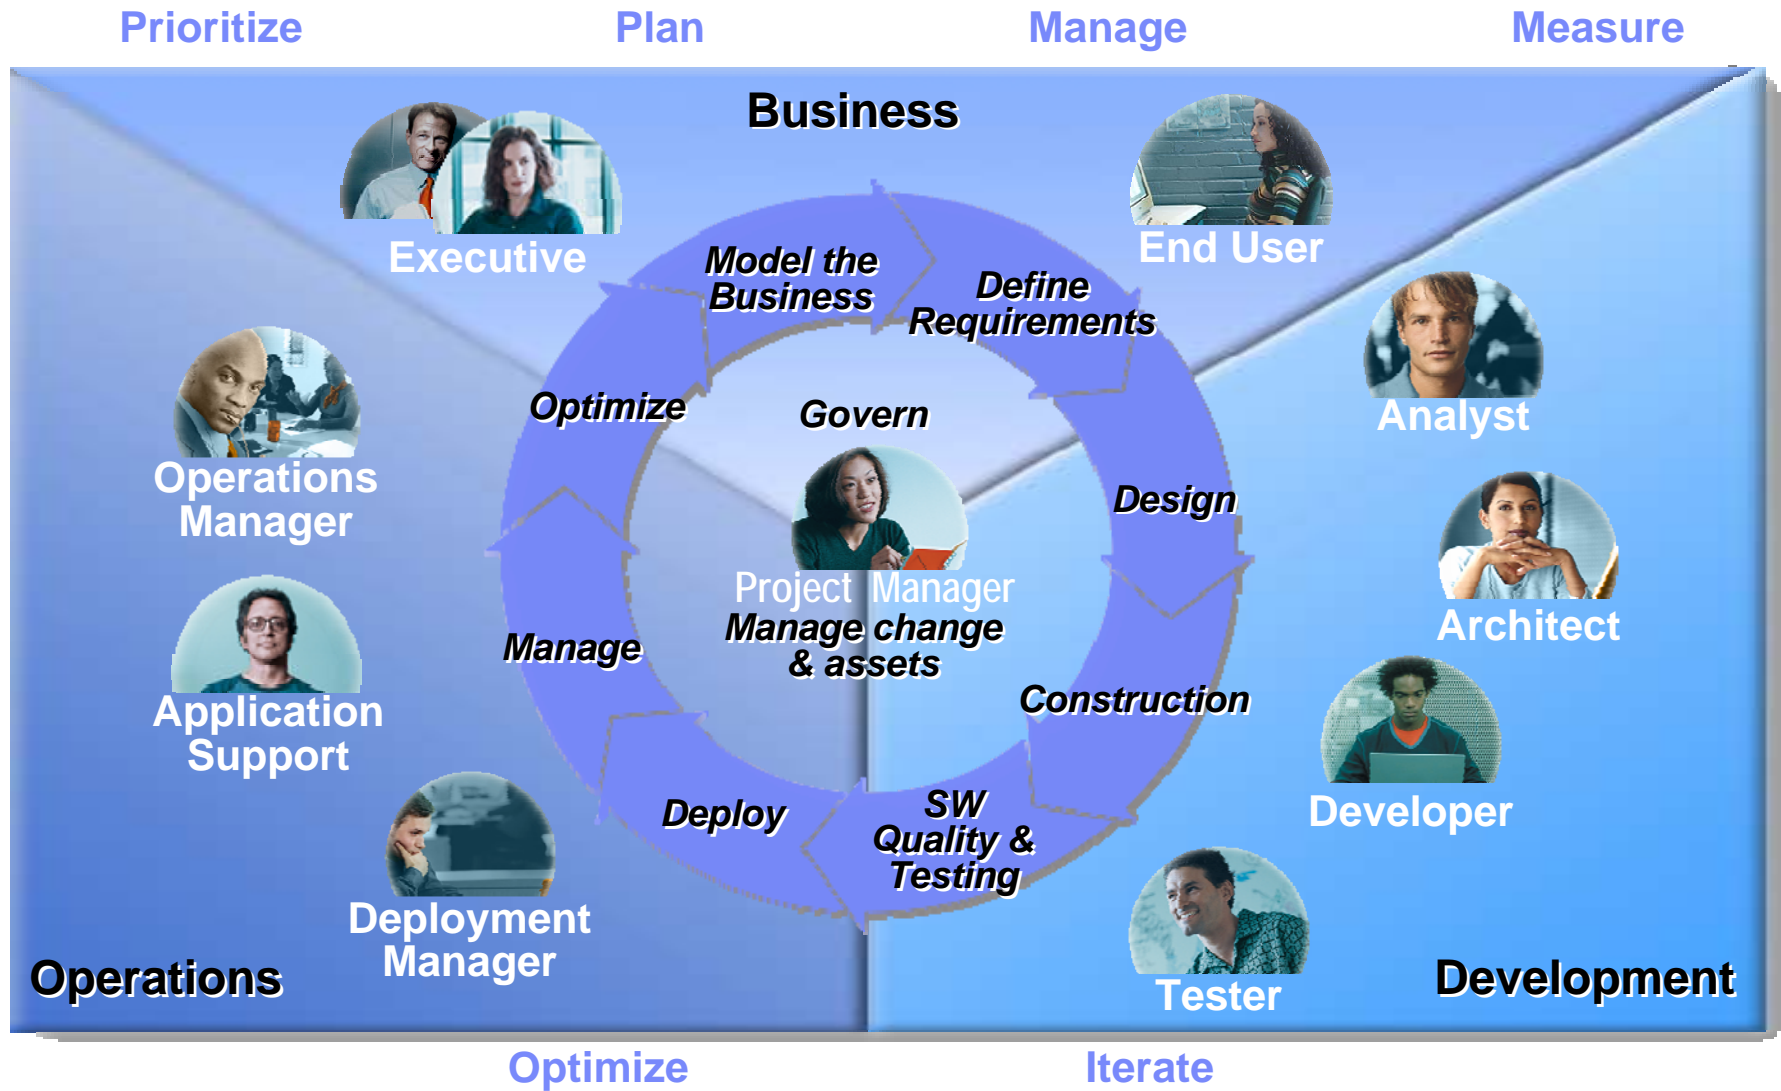 Prioritize
Plan
Manage
Measure
Business
Executive
End User
Model the
Business
Define
Requirements
Analyst
Optimize
Govern
Operations
Manager
Design
Architect
Project Manager
Manage change
& assets
Manage
Construction
Application
Support
Developer
Deploy
SW
Quality &
Testing
Deployment
Manager
Tester
Operations
Development
Optimize
Iterate